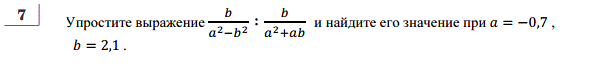 7
Упростите выражение b/(a²−b²) : b/(a²+ab) и найдите его значение при a = −0,7 ,
b = 2,1 .